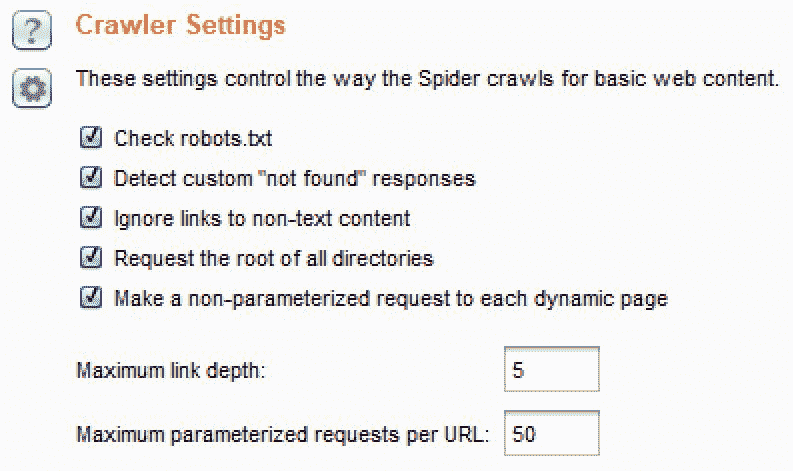 ?
Crawler Settings
These settings control the way the Spider crawls for basic web content.
Check robots.txt
Detect custom "not found" responses
Ignore links to non-text content
Request the root of all directories
Make a non-parameterized request to each dynamic page
Maximum link depth: 5
Maximum parameterized requests per URL: 50